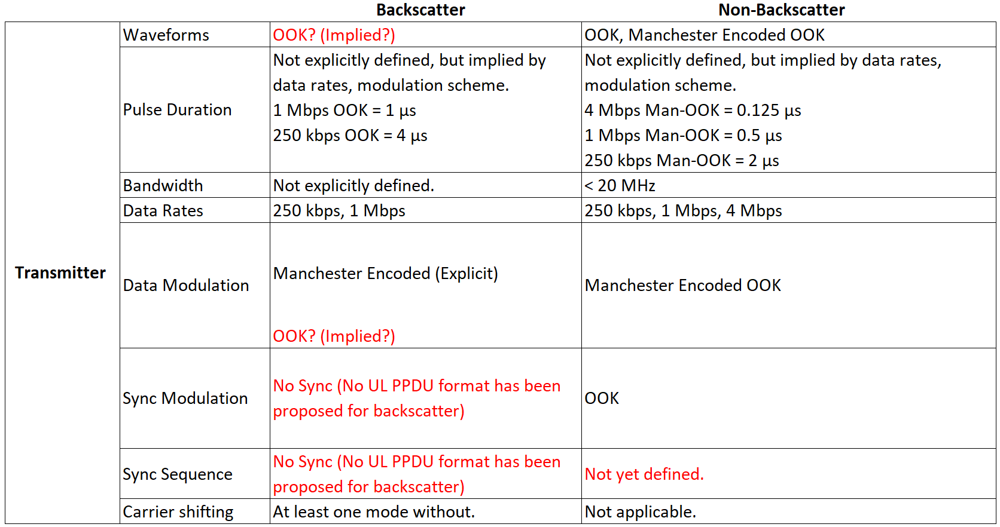 Backscatter Non-Backscatter
Transmitter
Waveforms
OOK? (Implied?)
OOK, Manchester Encoded OOK
Pulse Duration
Not explicitly defined, but implied by
data rates, modulation scheme.
1 Mbps OOK = 1 µs
250 kbps OOK = 4 µs
Not explicitly defined, but implied by data rates,
modulation scheme.
4 Mbps Man-OOK = 0.125 µs
1 Mbps Man-OOK = 0.5 µs
250 kbps Man-OOK = 2 µs
Bandwidth
Not explicitly defined.
< 20 MHz
Data Rates
250 kbps, 1 Mbps
250 kbps, 1 Mbps, 4 Mbps
Data Modulation
Manchester Encoded (Explicit)
OOK? (Implied?)
Manchester Encoded OOK
Sync Modulation
No Sync (No UL PPDU format has been
proposed for backscatter)
OOK
Sync Sequence
No Sync (No UL PPDU format has been
proposed for backscatter)
Not yet defined.
Carrier shifting
At least one mode without.
Not applicable.